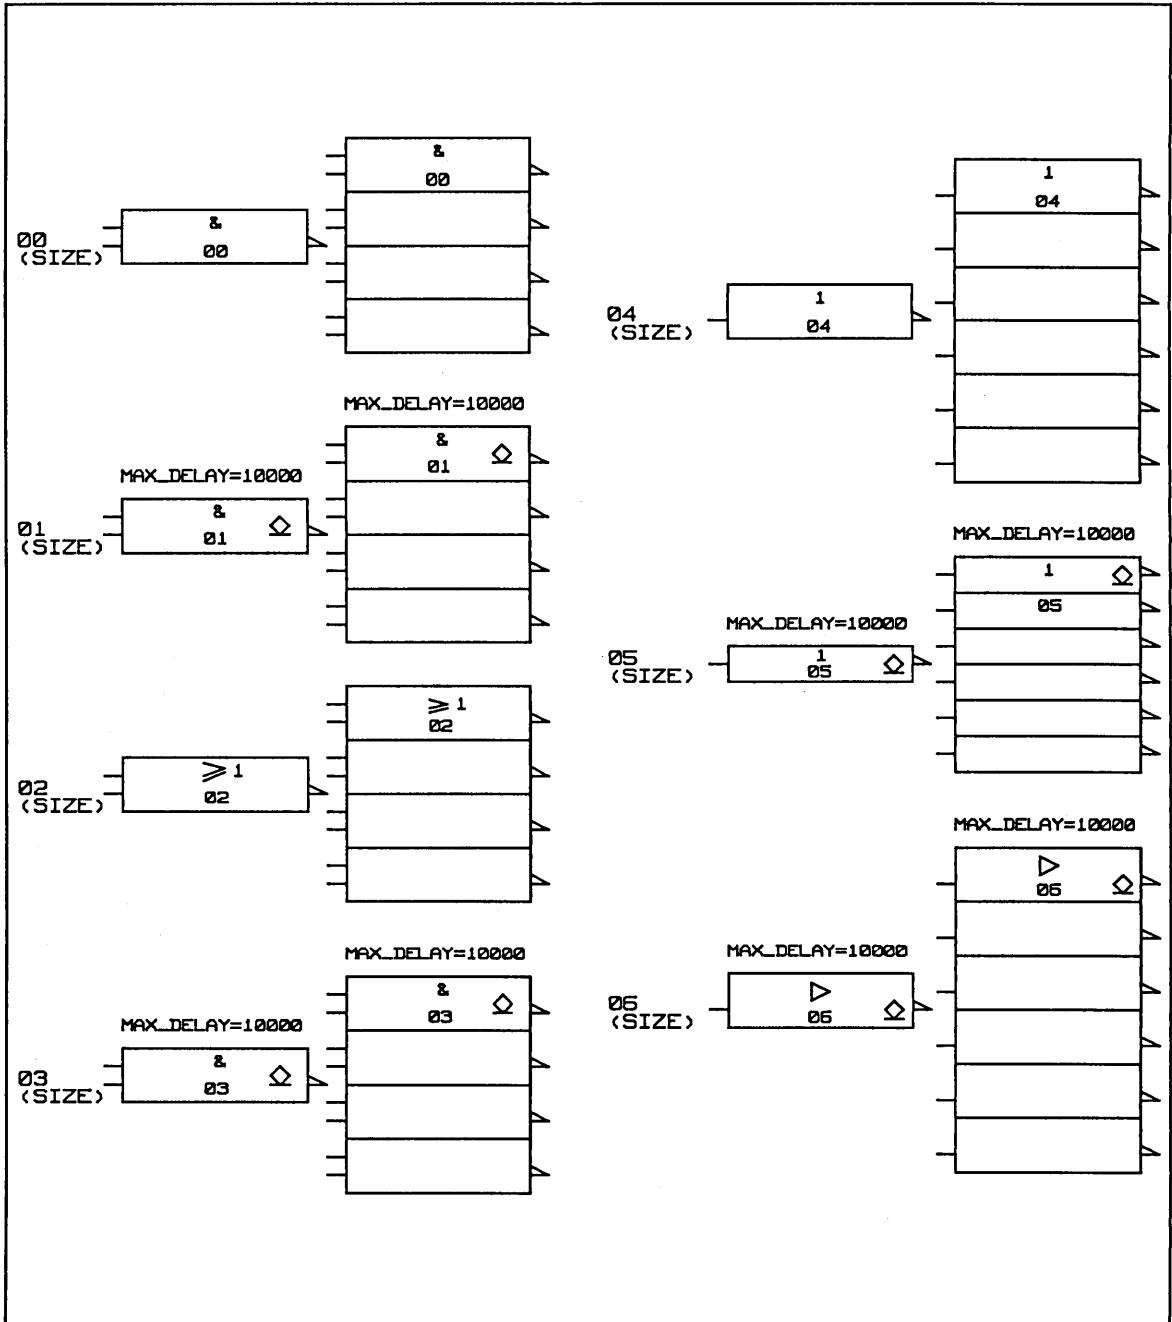 &
00
00
(SIZE)
&
00
MAX_DELAY=10000
&
01
MAX_DELAY=10000
01
(SIZE)
&
01
≥ 1
02
02
(SIZE)
≥ 1
02
MAX_DELAY=10000
&
03
MAX_DELAY=10000
03
(SIZE)
&
03
1
04
04
(SIZE)
1
04
MAX_DELAY=10000
1
05
MAX_DELAY=10000
05
(SIZE)
1
05
MAX_DELAY=10000
06
MAX_DELAY=10000
06
(SIZE)
06